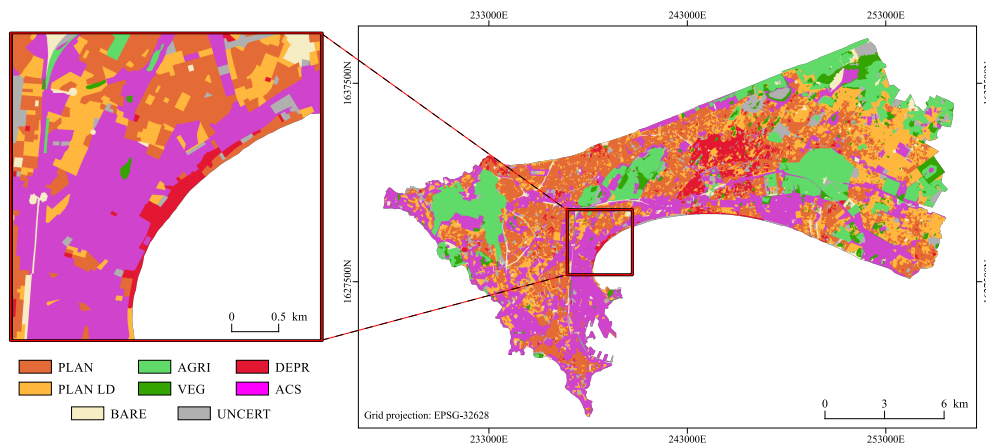 233000E 243000E 253000E
1637500N 1637500N
1627500N 1627500N
0 0.5 km
PLAN AGRI DEPR
PLAN LD VEG ACS
BARE UNCERT
Grid projection: EPSG-32628
0 3 6 km
233000E 243000E 253000E